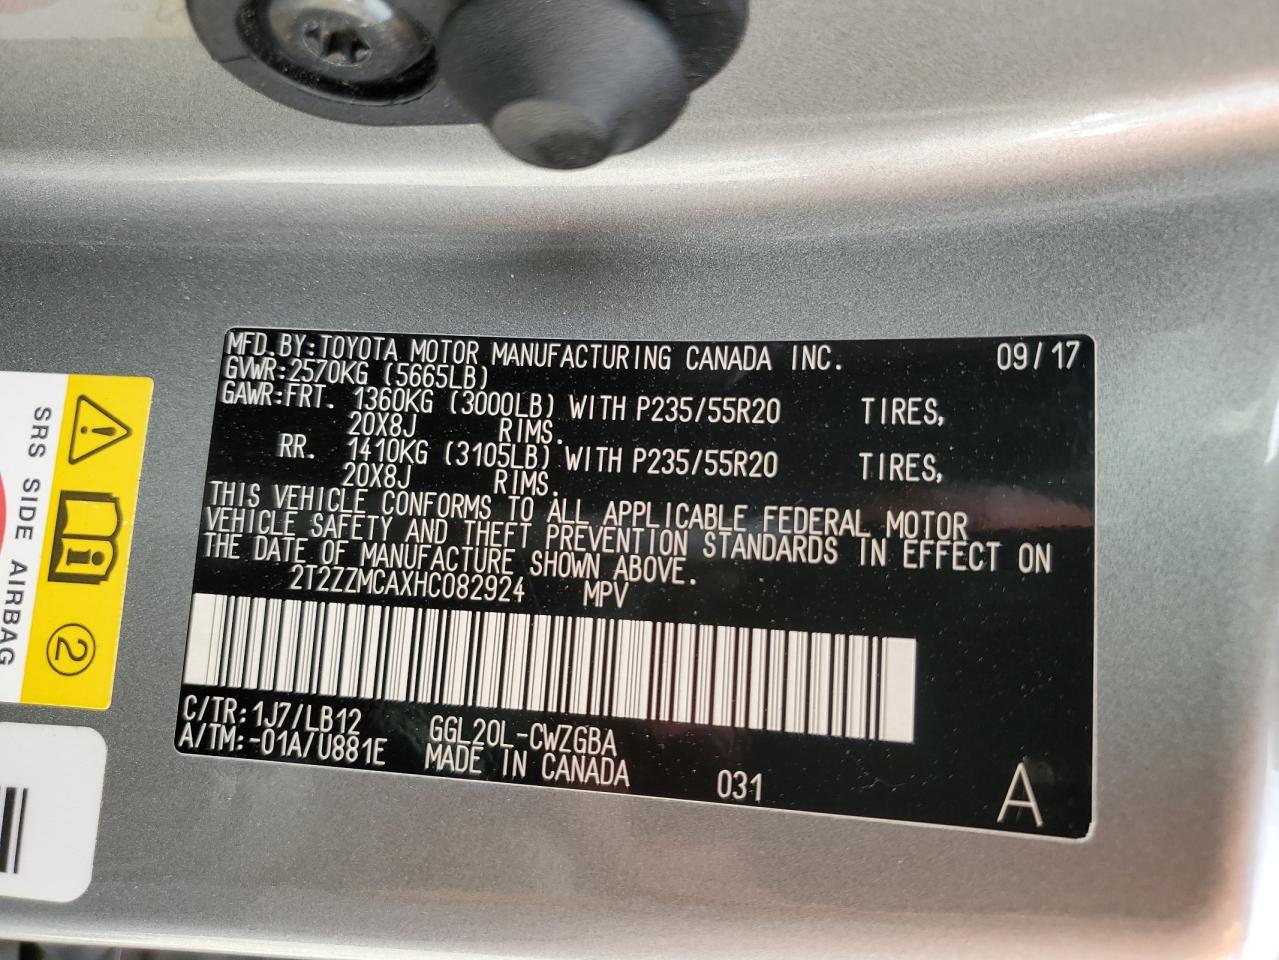 MFD.BY:TOYOTA MOTOR MANUFACTURING CANADA INC. 09/17
GVWR:2570KG (5665LB)
GAWR:FRT. 1360KG (3000LB) WITH P235/55R20 TIRES,
20X8J RIMS.
RR. 1410KG (3105LB) WITH P235/55R20 TIRES,
20X8J RIMS.
THIS VEHICLE CONFORMS TO ALL APPLICABLE FEDERAL MOTOR
VEHICLE SAFETY AND THEFT PREVENTION STANDARDS IN EFFECT ON
THE DATE OF MANUFACTURE SHOWN ABOVE.
2T2ZZMCAXHC082924 MPV
C/TR:1J7/LB12 GGL20L-CWZGBA
A/TM:-01A/U881E MADE IN CANADA 031
A
SRS SIDE AIRBAG
2